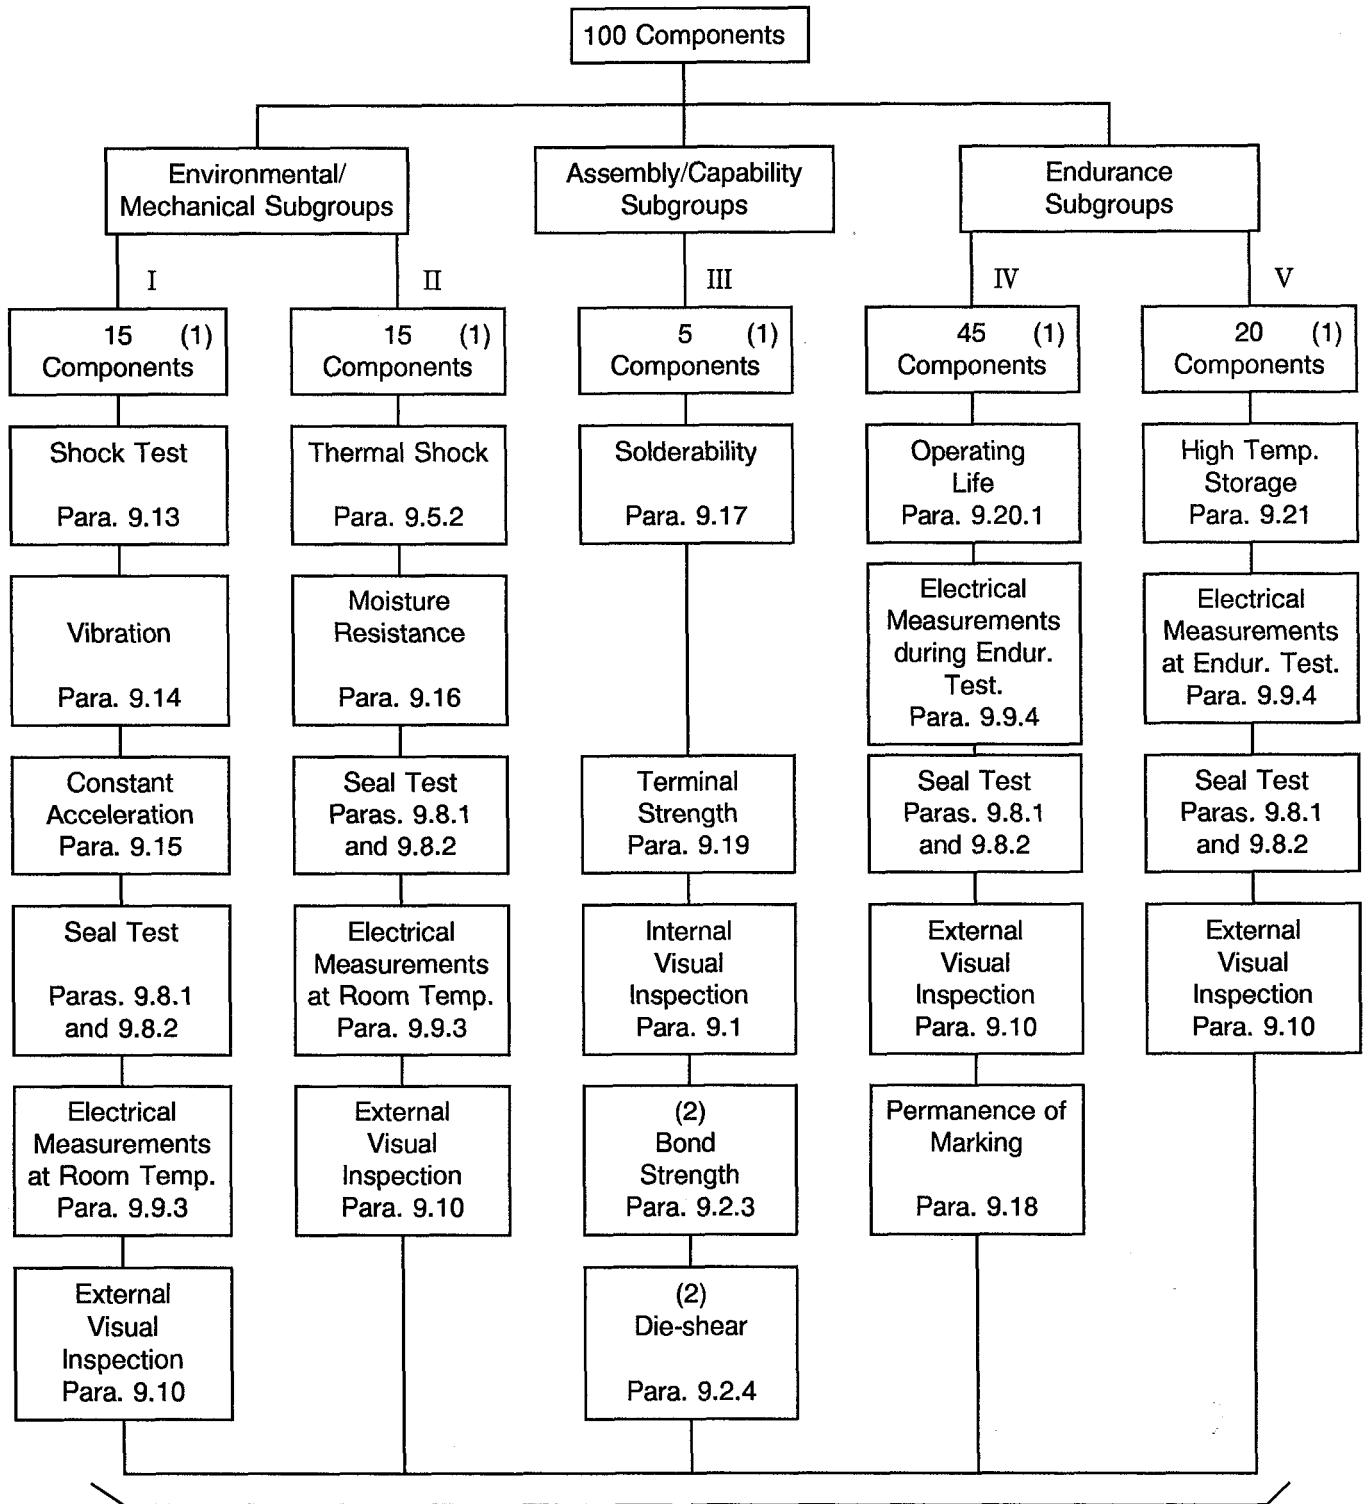 100 Components
Environmental/
Mechanical Subgroups
Assembly/Capability
Subgroups
Endurance
Subgroups
I
II
III
IV
V
15 (1)
Components
15 (1)
Components
5 (1)
Components
45 (1)
Components
20 (1)
Components
Shock Test
Para. 9.13
Thermal Shock
Para. 9.5.2
Solderability
Para. 9.17
Operating
Life
Para. 9.20.1
High Temp.
Storage
Para. 9.21
Vibration
Para. 9.14
Moisture
Resistance
Para. 9.16
Electrical
Measurements
during Endur.
Test.
Para. 9.9.4
Electrical
Measurements
at Endur. Test.
Para. 9.9.4
Constant
Acceleration
Para. 9.15
Seal Test
Paras. 9.8.1
and 9.8.2
Terminal
Strength
Para. 9.19
Seal Test
Paras. 9.8.1
and 9.8.2
Seal Test
Paras. 9.8.1
and 9.8.2
Seal Test
Paras. 9.8.1
and 9.8.2
Electrical
Measurements
at Room Temp.
Para. 9.9.3
Internal
Visual
Inspection
Para. 9.1
External
Visual
Inspection
Para. 9.10
External
Visual
Inspection
Para. 9.10
Electrical
Measurements
at Room Temp.
Para. 9.9.3
External
Visual
Inspection
Para. 9.10
(2)
Bond
Strength
Para. 9.2.3
Permanence of
Marking
Para. 9.18
External
Visual
Inspection
Para. 9.10
(2)
Die-shear
Para. 9.2.4